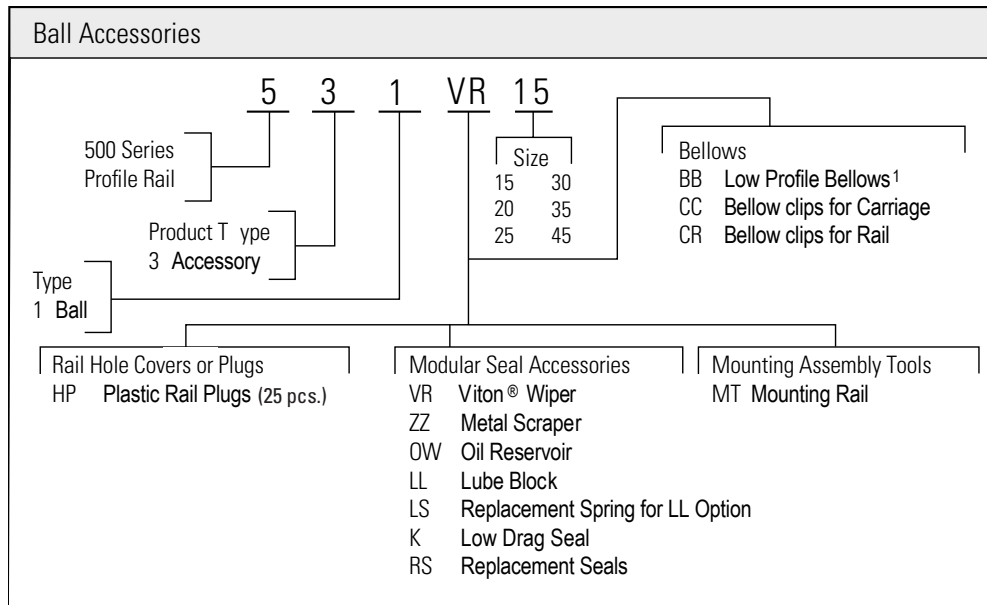 Ball Accessories
5 3 1 VR 15
500 Series
Profile Rail
Product T ype
3 Accessory
Type
1 Ball
Size
15 30
20 35
25 45
Bellows
BB Low Profile Bellows¹
CC Bellow clips for Carriage
CR Bellow clips for Rail
Rail Hole Covers or Plugs
HP Plastic Rail Plugs (25 pcs.)
Modular Seal Accessories
VR Viton® Wiper
ZZ Metal Scraper
OW Oil Reservoir
LL Lube Block
LS Replacement Spring for LL Option
K Low Drag Seal
RS Replacement Seals
Mounting Assembly Tools
MT Mounting Rail